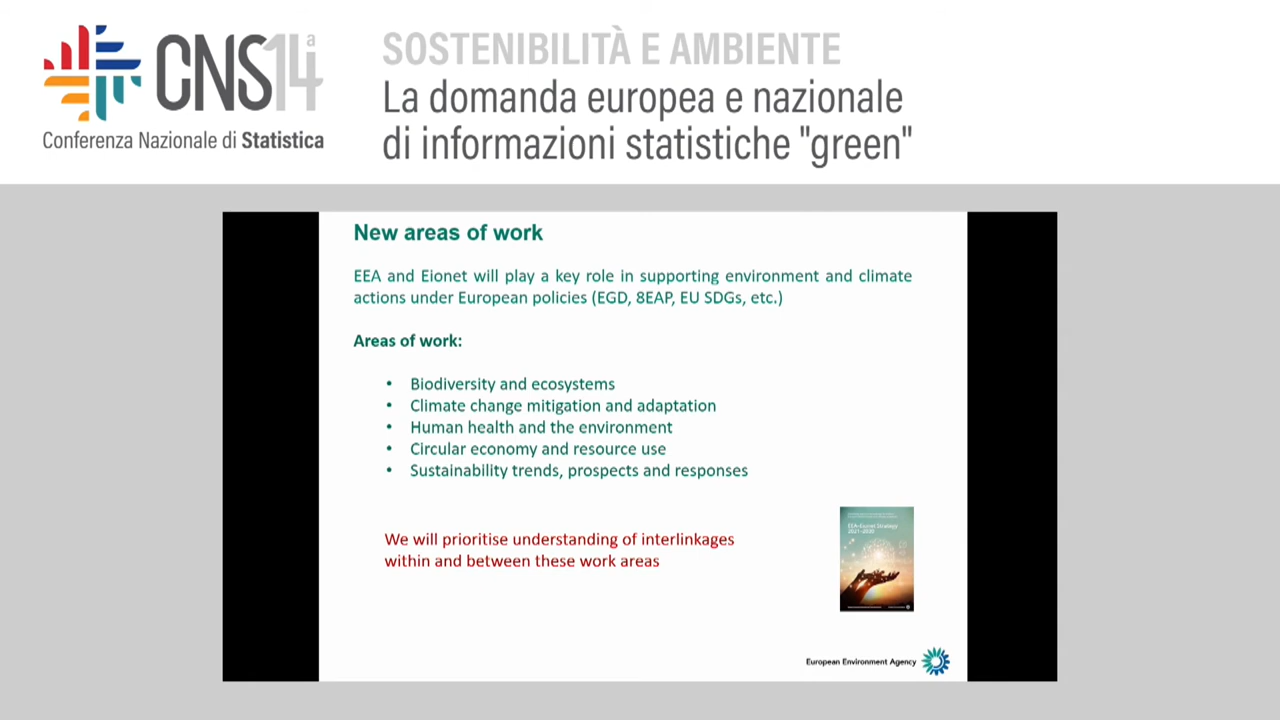 CNS14ª
Conferenza Nazionale di Statistica
SOSTENIBILITÀ E AMBIENTE
La domanda europea e nazionale
di informazioni statistiche "green"
New areas of work
EEA and Eionet will play a key role in supporting environment and climate
actions under European policies (EGD, 8EAP, EU SDGs, etc.)
Areas of work:
• Biodiversity and ecosystems
• Climate change mitigation and adaptation
• Human health and the environment
• Circular economy and resource use
• Sustainability trends, prospects and responses
We will prioritise understanding of interlinkages
within and between these work areas
EEA-Eionet Strategy
2021–2030
European Environment Agency